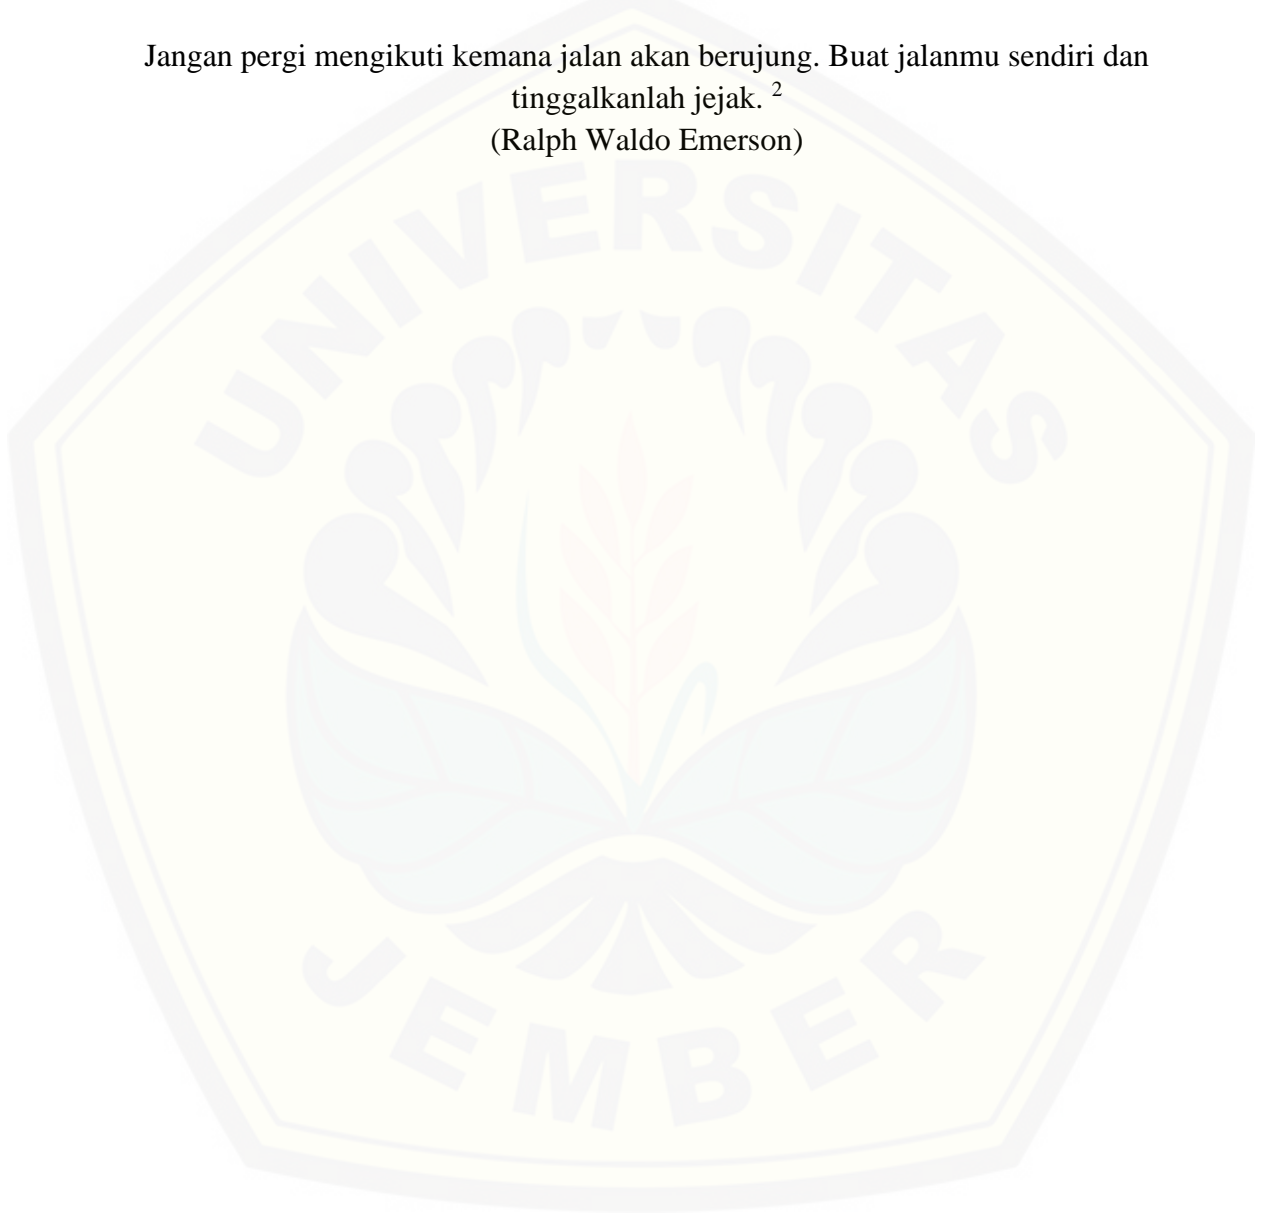 Jangan pergi mengikuti kemana jalan akan berujung. Buat jalanmu sendiri dan
tinggalkanlah jejak. ²
(Ralph Waldo Emerson)
UNIVERSITAS
JEMBER